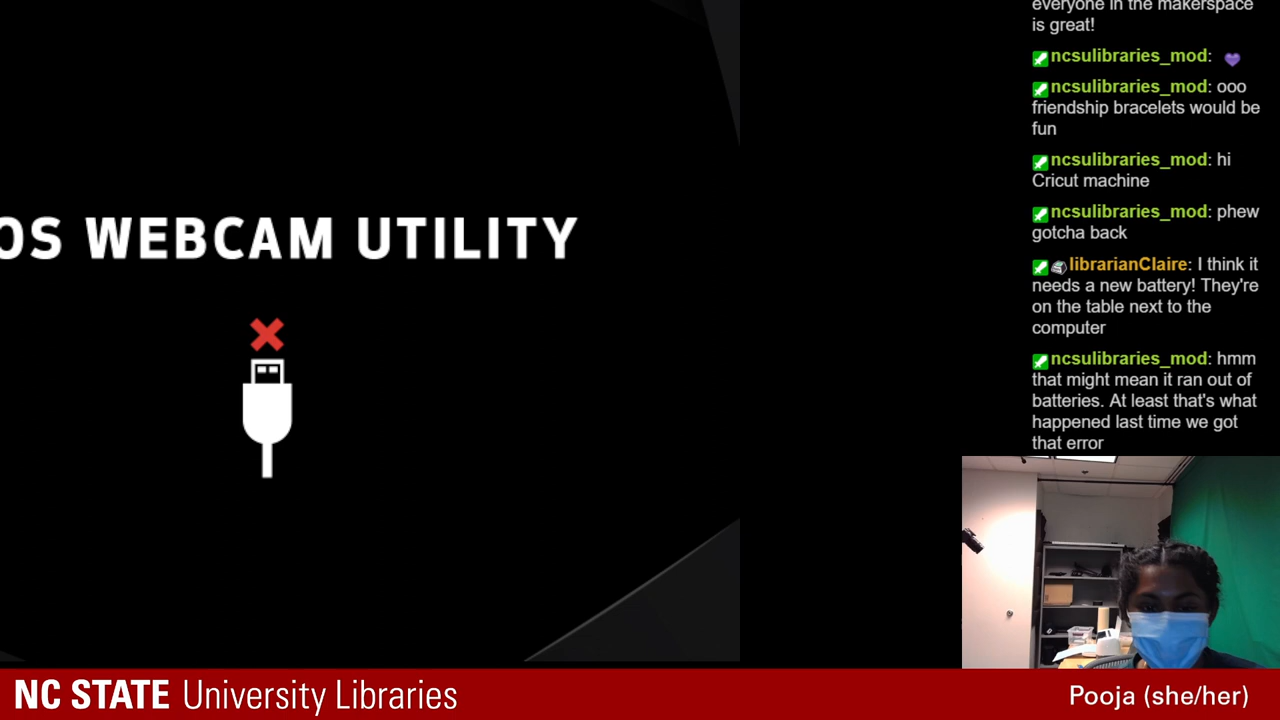 OS WEBCAM UTILITY
everyone in the makerspace
is great!
ncsulibraries_mod:
ncsulibraries_mod: ooo
friendship bracelets would be
fun
ncsulibraries_mod: hi
Cricut machine
ncsulibraries_mod: phew
gotcha back
librarianClaire: I think it
needs a new battery! They're
on the table next to the
computer
ncsulibraries_mod: hmm
that might mean it ran out of
batteries. At least that's what
happened last time we got
that error
NC STATE University Libraries
Pooja (she/her)